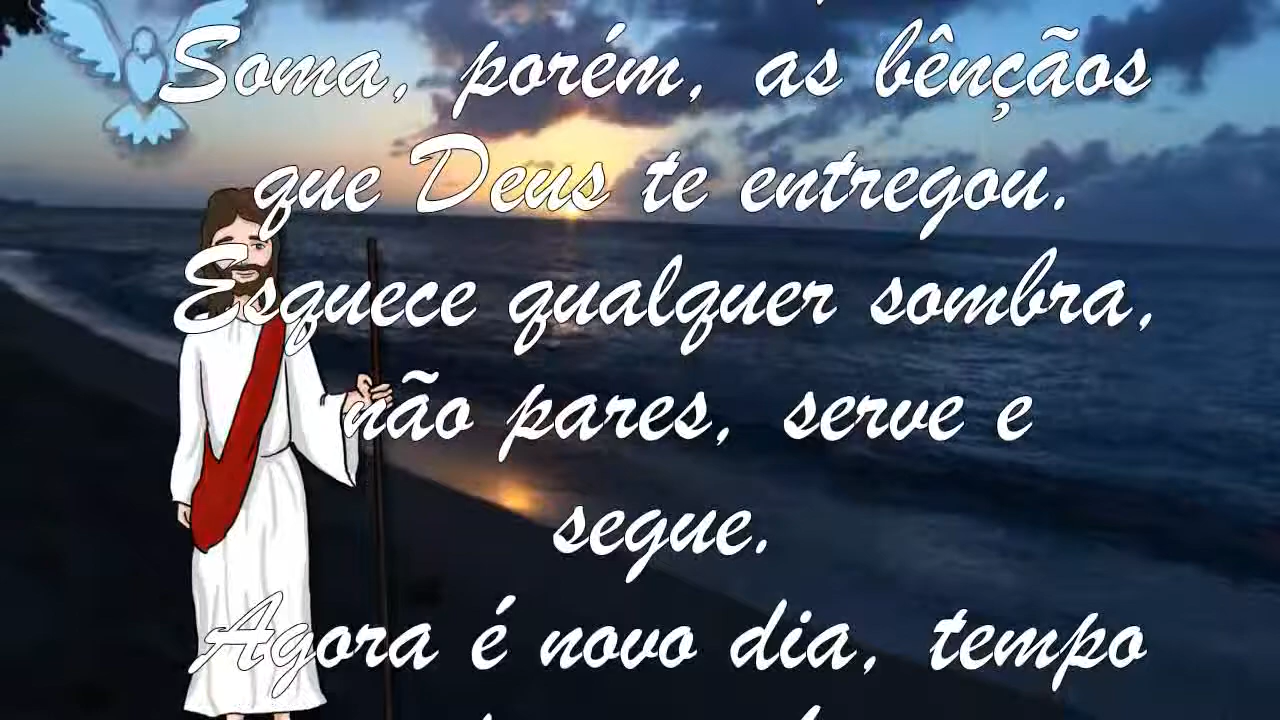 Soma, porém, as bênçãos
que Deus te entregou.
Esquece qualquer sombra,
não pares, serve e
segue.
Agora é novo dia, tempo